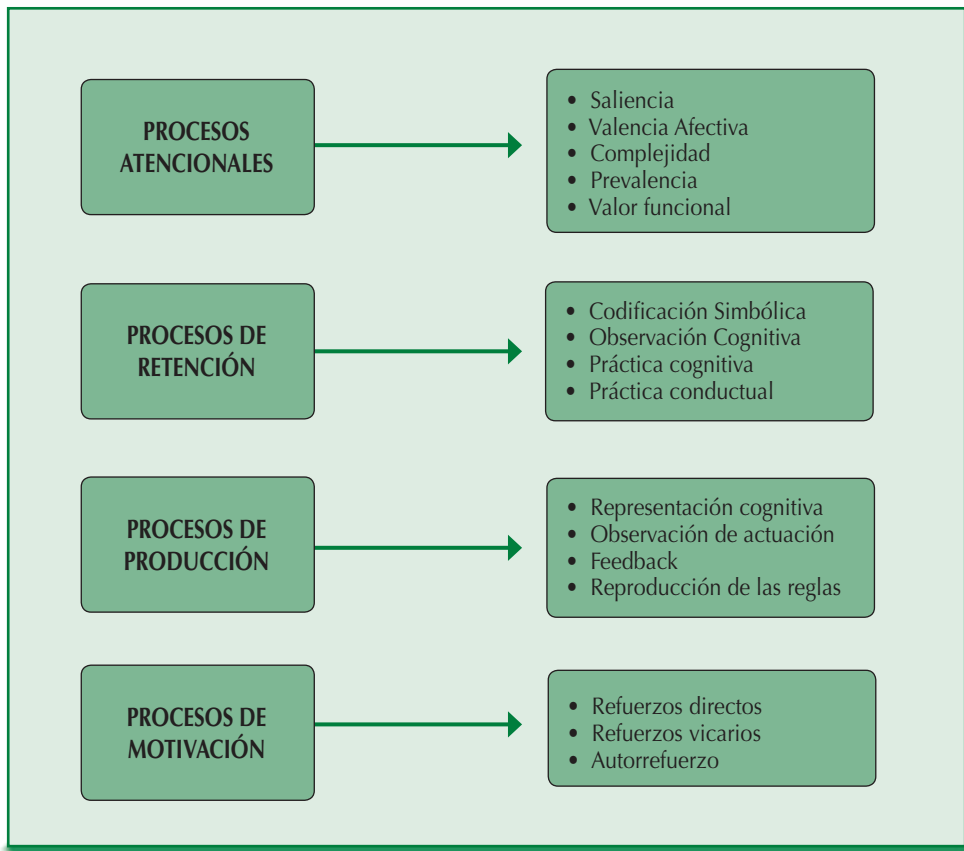 PROCESOS
ATENCIONALES
• Saliencia
• Valencia Afectiva
• Complejidad
• Prevalencia
• Valor funcional
PROCESOS DE
RETENCIÓN
• Codificación Simbólica
• Observación Cognitiva
• Práctica cognitiva
• Práctica conductual
PROCESOS DE
PRODUCCIÓN
• Representación cognitiva
• Observación de actuación
• Feedback
• Reproducción de las reglas
PROCESOS DE
MOTIVACIÓN
• Refuerzos directos
• Refuerzos vicarios
• Autorrefuerzo